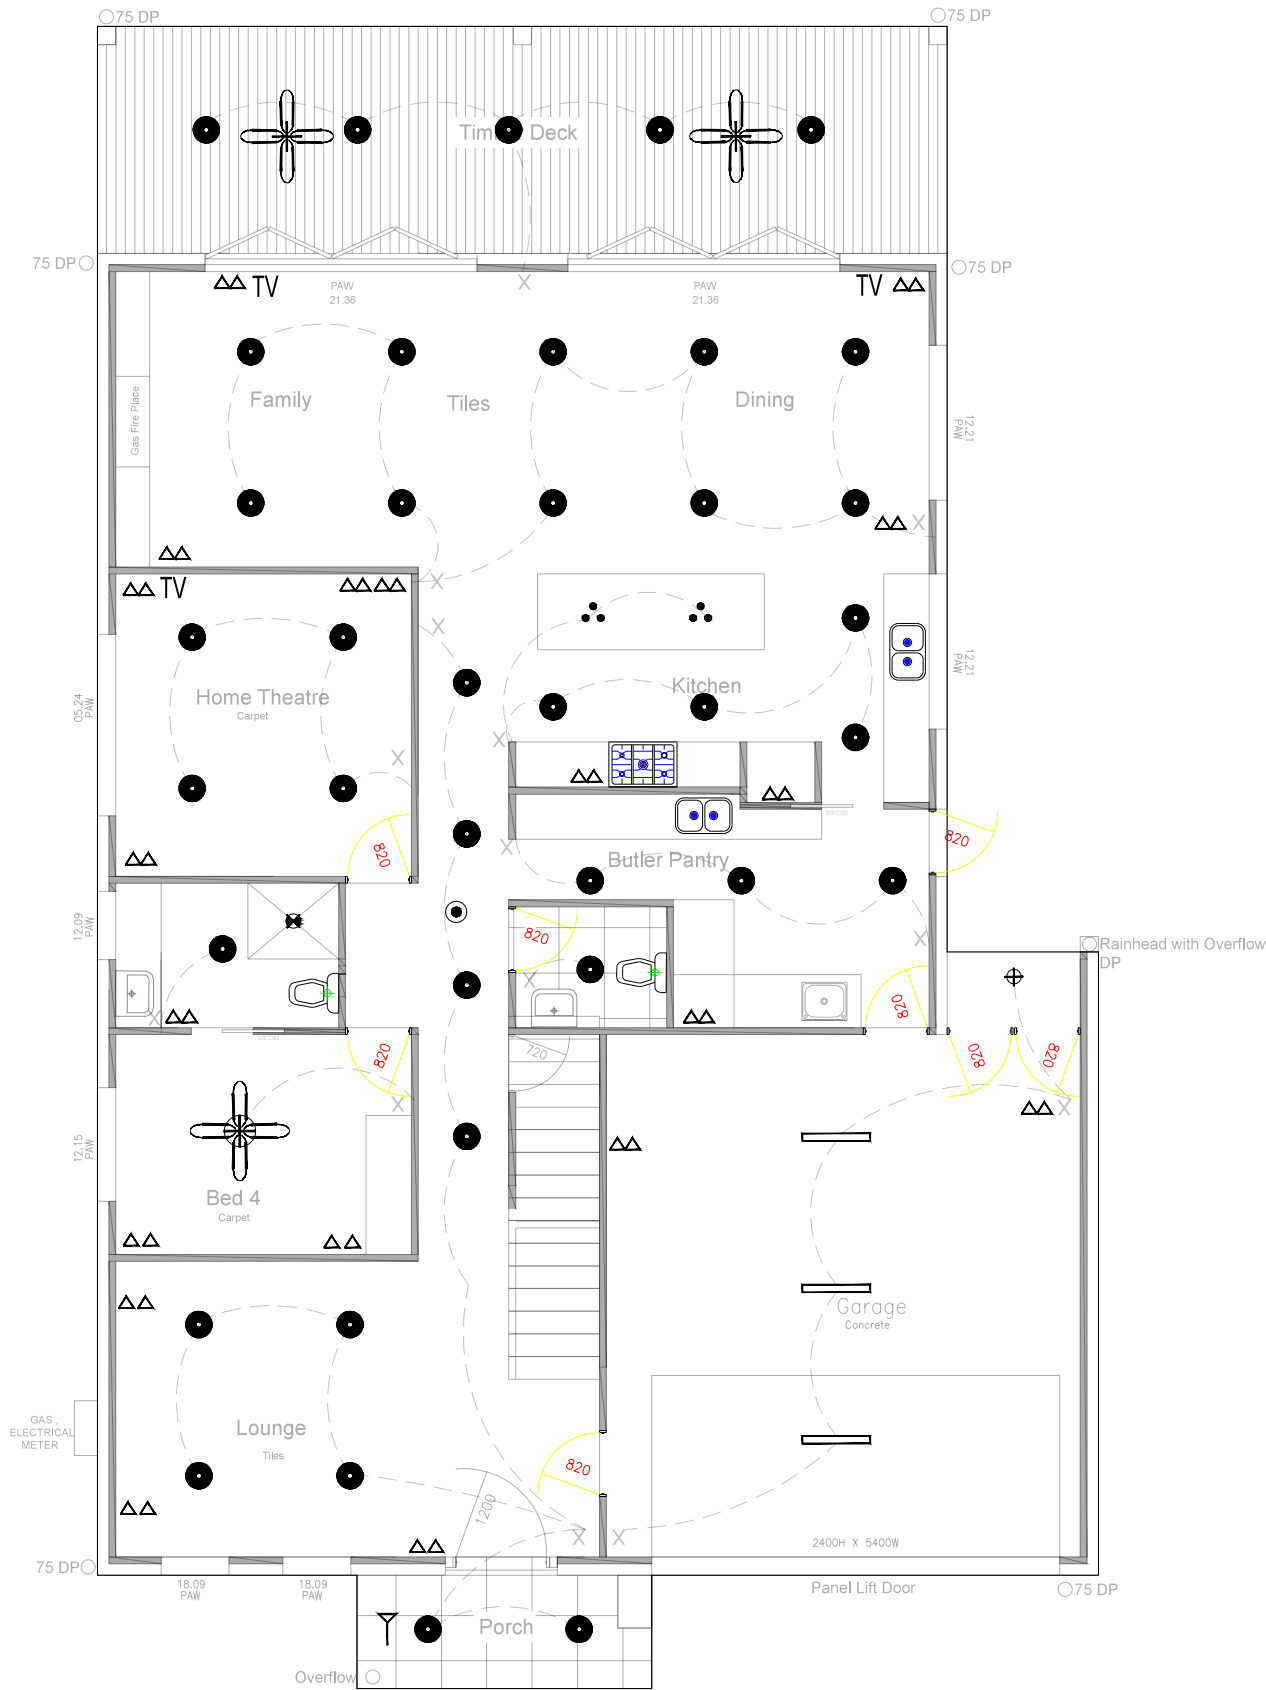 75 DP
75 DP
Tim Deck
75 DP
75 DP
TV
PAW
21.36
PAW
21.36
TV
Family
Tiles
Dining
Gas Fire Place
12.21
PAW
X
X
X
TV
X
12.21
PAW
Kitchen
Home Theatre
Carpet
05.24
PAW
X
X
820 CSD
820
820
X
Butler Pantry
12.09
PAW
820
X
X
820
Rainhead with Overflow
DP
X
820 CSD
820
720
820
820
X
X
12.15
PAW
Bed 4
Carpet
Garage
Concrete
GAS ,
ELECTRICAL
METER
Lounge
Tiles
820
1200
X
X
2400H X 5400W
75 DP
18.09
PAW
18.09
PAW
Panel Lift Door
75 DP
Porch
Overflow